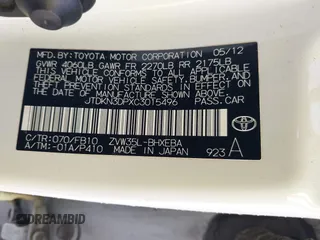 MFD. BY: TOYOTA MOTOR CORPORATION 05/12
GVWR 4060LB GAWR FR 2270LB RR 2175LB
THIS VEHICLE CONFORMS TO ALL APPLICABLE
FEDERAL MOTOR VEHICLE SAFETY, BUMPER, AND
THEFT PREVENTION STANDARDS IN EFFECT ON
THE DATE OF MANUFACTURE SHOWN ABOVE.
JTDKN3DPXC3015496 PASS.CAR
C/TR:070/FB10 ZVW35L-BHXEBA
A/TM:-01A/P410 MADE IN JAPAN 923 A
TOYOTA
IDREAMBID